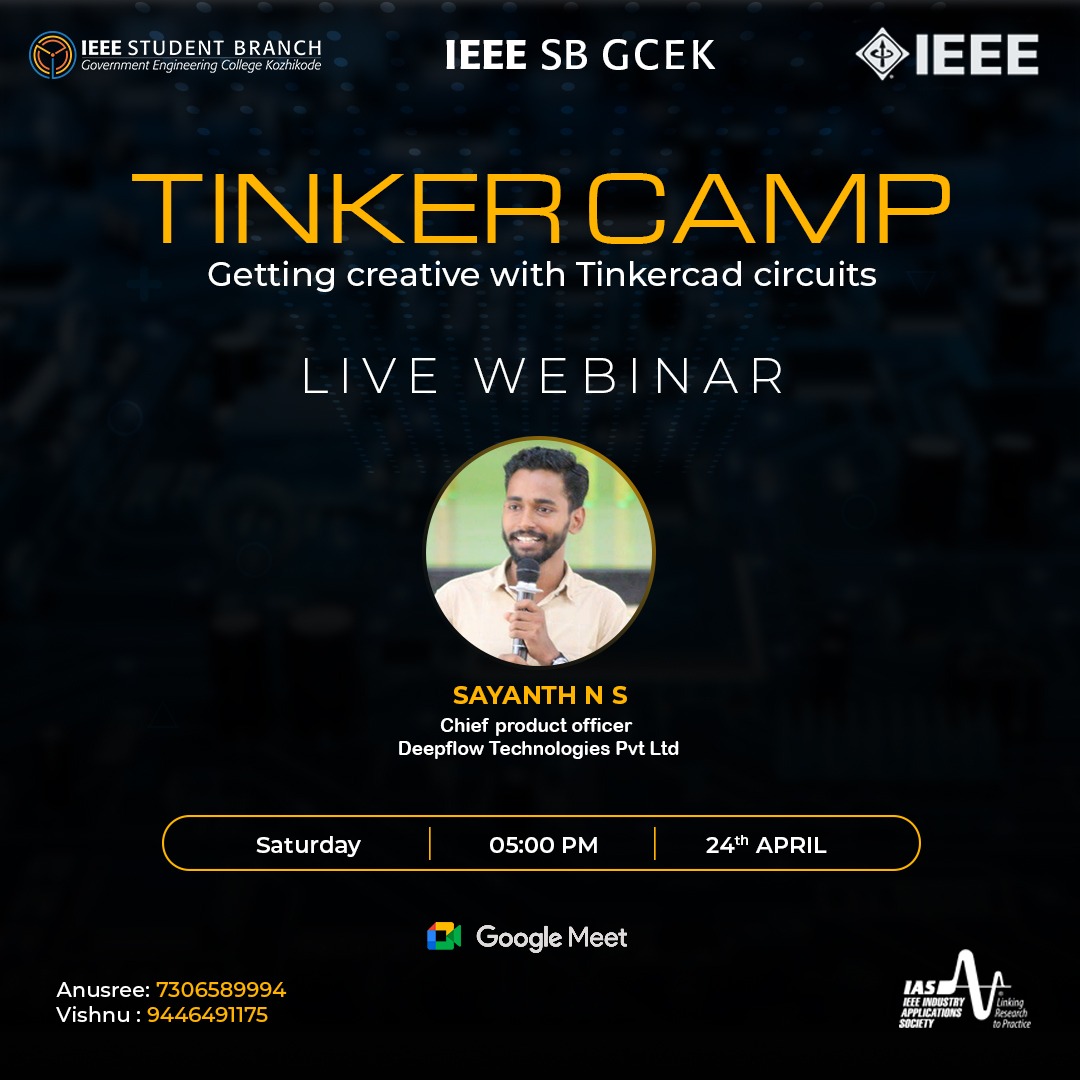 IEEE STUDENT BRANCH
Government Engineering College Kozhikode
IEEE SB GCEK
IEEE
TINKER CAMP
Getting creative with Tinkercad circuits
LIVE WEBINAR
SAYANTH N S
Chief product officer
Deepflow Technologies Pvt Ltd
Saturday
05:00 PM
24th APRIL
Google Meet
Anusree: 7306589994
Vishnu : 9446491175
IAS
IEEE INDUSTRY
APPLICATIONS
SOCIETY
®
Linking
Research
to Practice